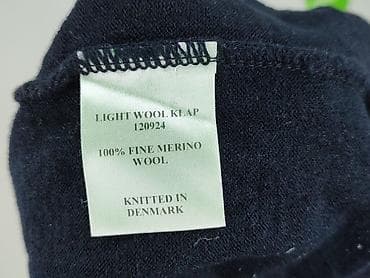 LIGHT WOOL KLAP
120924
100% FINE MERINO
WOOL
KNITTED IN
DENMARK